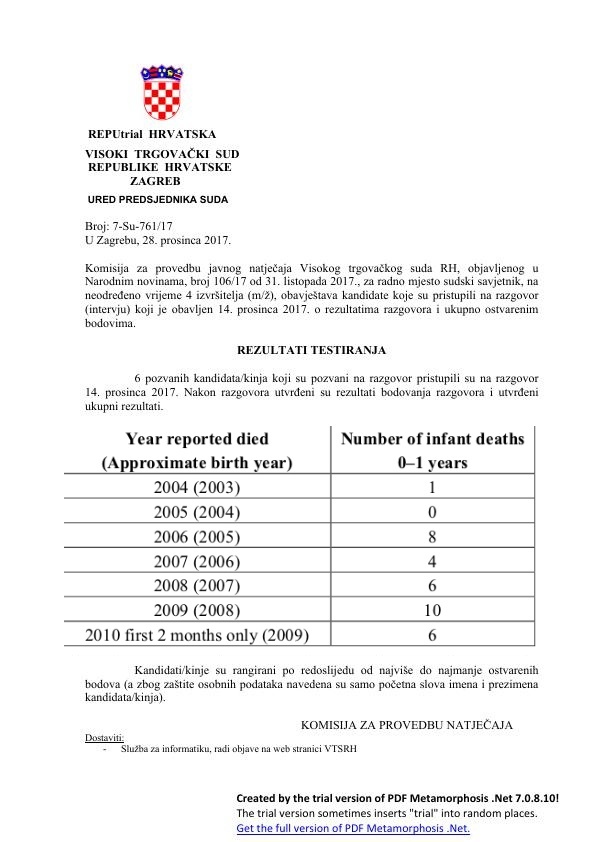 REPUtrial HRVATSKA
VISOKI TRGOVAČKI SUD
REPUBLIKE HRVATSKE
ZAGREB
URED PREDSJEDNIKA SUDA
Broj: 7-Su-761/17
U Zagrebu, 28. prosinca 2017.
Komisija za provedbu javnog natječaja Visokog trgovačkog suda RH, objavljenog u
Narodnim novinama, broj 106/17 od 31. listopada 2017., za radno mjesto sudski savjetnik, na
neodređeno vrijeme 4 izvršitelja (m/ž), obavještava kandidate koje su pristupili na razgovor
(intervju) koji je obavljen 14. prosinca 2017. o rezultatima razgovora i ukupno ostvarenim
bodovima.
REZULTATI TESTIRANJA
6 pozvanih kandidata/kinja koji su pozvani na razgovor pristupili su na razgovor
14. prosinca 2017. Nakon razgovora utvrđeni su rezultati bodovanja razgovora i utvrđeni
ukupni rezultati.
Year reported died Number of infant deaths
(Approximate birth year) 0–1 years
2004 (2003) 1
2005 (2004) 0
2006 (2005) 8
2007 (2006) 4
2008 (2007) 6
2009 (2008) 10
2010 first 2 months only (2009) 6
Kandidati/kinje su rangirani po redoslijedu od najviše do najmanje ostvarenih
bodova (a zbog zaštite osobnih podataka navedena su samo početna slova imena i prezimena
kandidata/kinja).
KOMISIJA ZA PROVEDBU NATJEČAJA
Dostaviti:
- Služba za informatiku, radi objave na web stranici VTSRH
Created by the trial version of PDF Metamorphosis .Net 7.0.8.10!
The trial version sometimes inserts "trial" into random places.
Get the full version of PDF Metamorphosis .Net.